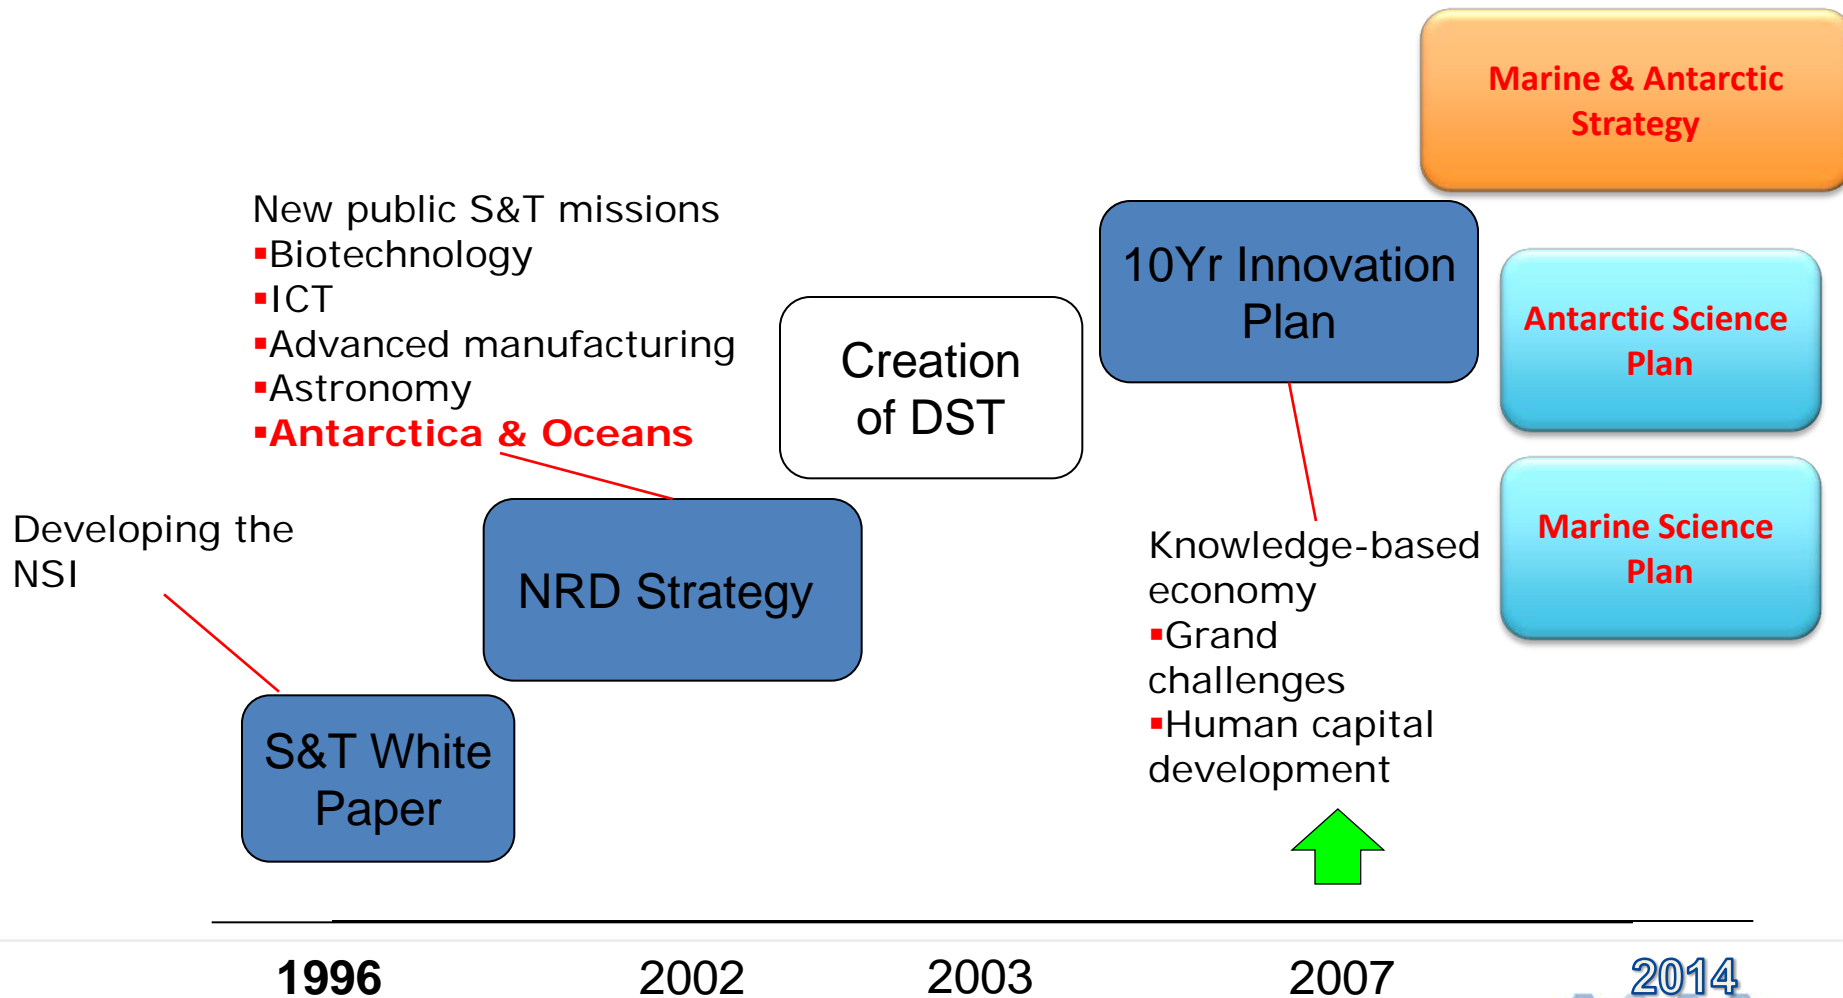 Marine & Antarctic
Strategy
New public S&T missions
▪Biotechnology
▪ICT
▪Advanced manufacturing
▪Astronomy
▪Antarctica & Oceans
10Yr Innovation
Plan
Antarctic Science
Plan
Creation
of DST
Marine Science
Plan
Developing the
NSI
NRD Strategy
Knowledge-based
economy
▪Grand
challenges
▪Human capital
development
S&T White
Paper
1996
2002
2003
2007
2014